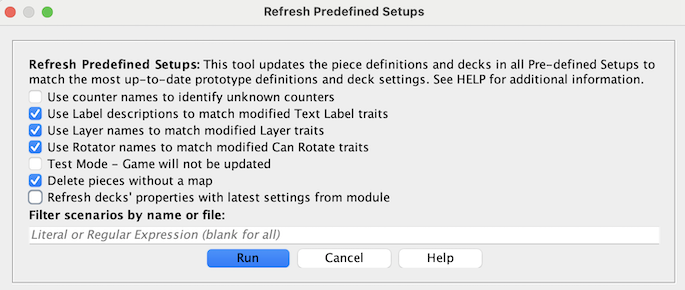 Refresh Predefined Setups
Refresh Predefined Setups: This tool updates the piece definitions and decks in all Pre-defined Setups to
match the most up-to-date prototype definitions and deck settings. See HELP for additional information.
Use counter names to identify unknown counters
Use Label descriptions to match modified Text Label traits
Use Layer names to match modified Layer traits
Use Rotator names to match modified Can Rotate traits
Test Mode - Game will not be updated
Delete pieces without a map
Refresh decks' properties with latest settings from module
Filter scenarios by name or file:
Literal or Regular Expression (blank for all)
Run Cancel Help